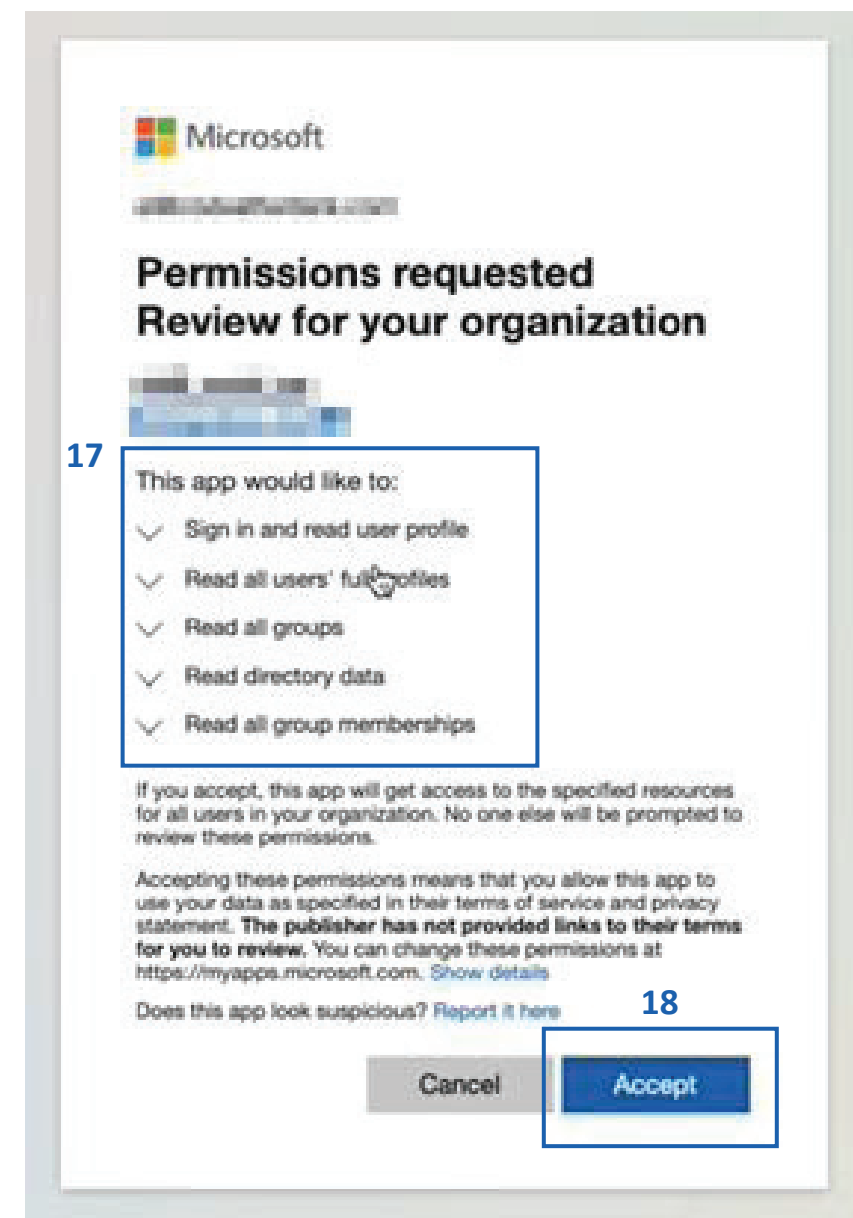 Microsoft
Permissions requested
Review for your organization
17
This app would like to:
Sign in and read user profile
Read all users' full profiles
Read all groups
Read directory data
Read all group memberships
If you accept, this app will get access to the specified resources
for all users in your organization. No one else will be prompted to
review these permissions.
Accepting these permissions means that you allow this app to
use your data as specified in their terms of service and privacy
statement. The publisher has not provided links to their terms
for you to review. You can change these permissions at
https://myapps.microsoft.com. Show details
Does this app look suspicious? Report it here
18
Cancel
Accept